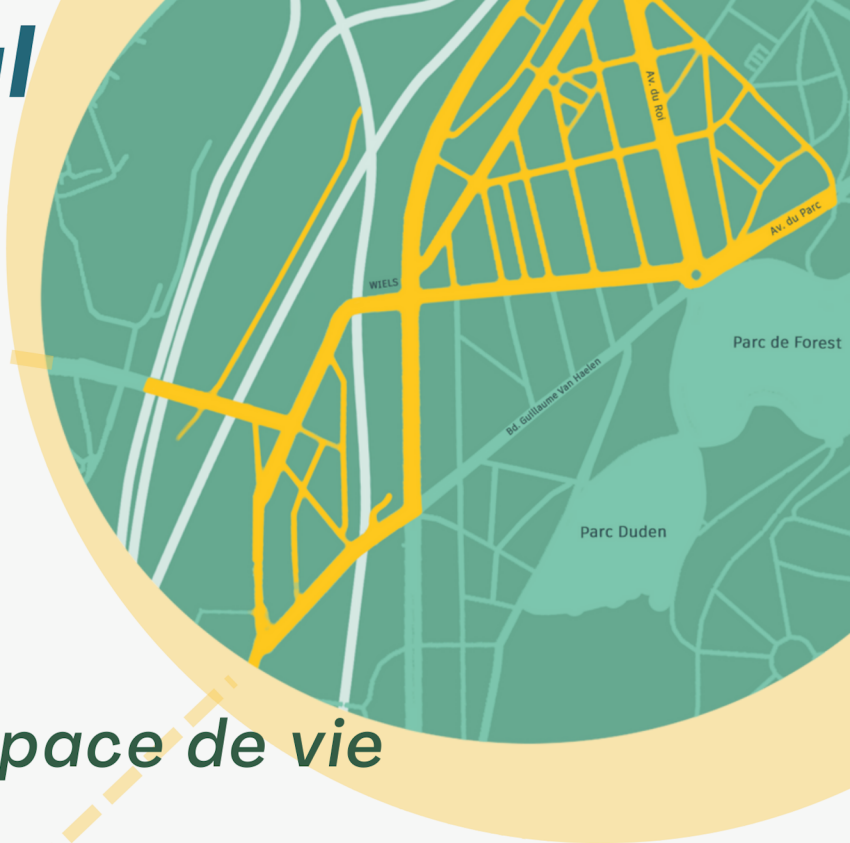 Av. du Roi
Av. du Parc
WIELS
Parc de Forest
Bd. Guillaume Van Haelen
Parc Duden
pace de vie